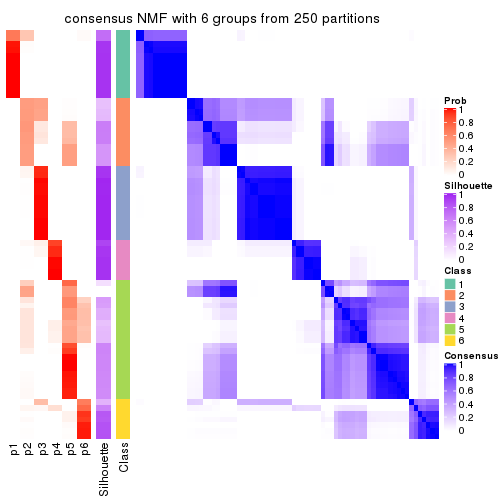 consensus NMF with 6 groups from 250 partitions
Prob
1
0.8
0.6
0.4
0.2
0
Silhouette
1
0.8
0.6
0.4
0.2
0
Class
1
2
3
4
5
6
Consensus
1
0.8
0.6
0.4
0.2
0
p1
p2
p3
p4
p5
p6
Silhouette
Class